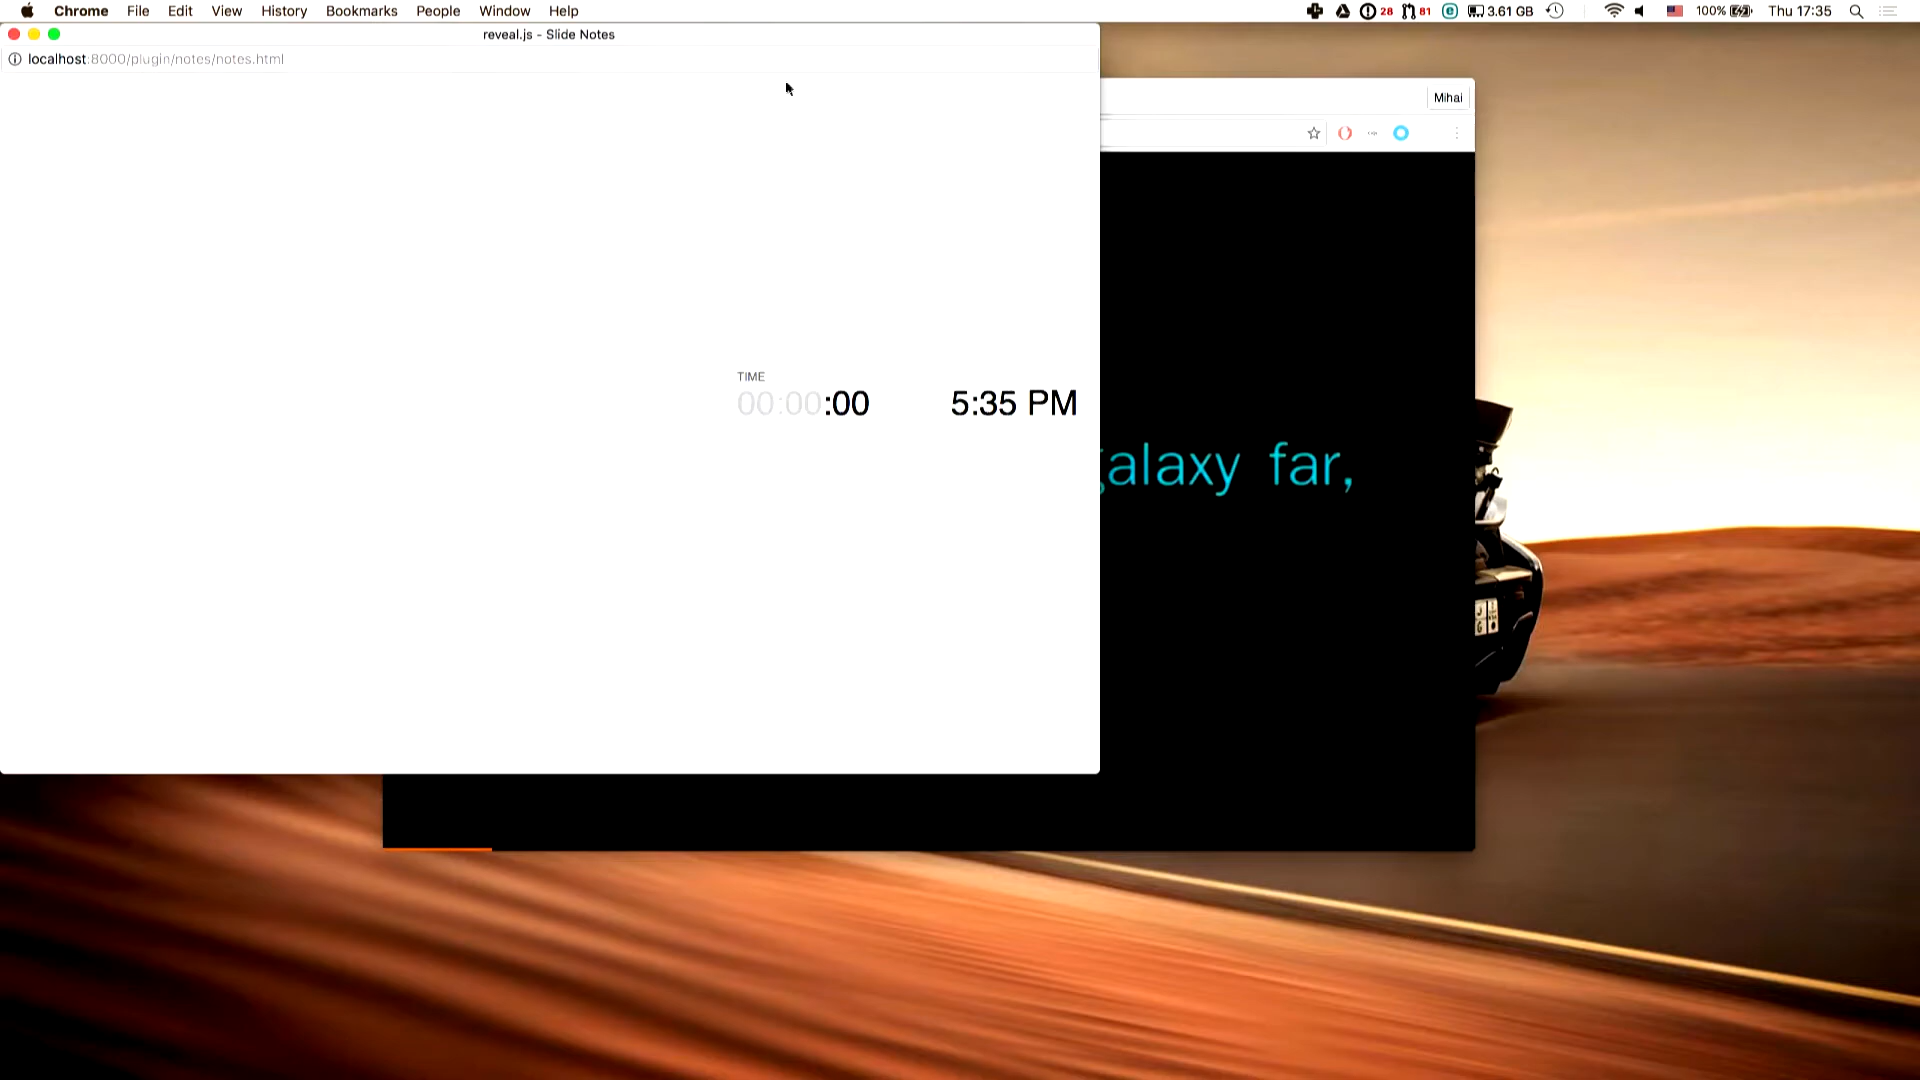 Chrome File Edit View History Bookmarks People Window Help 28 81 3.61 GB 100% Thu 17:35
reveal.js - Slide Notes
localhost:8000/plugin/notes/notes.html
Mihai
TIME
00:00:00 5:35 PM
galaxy far,